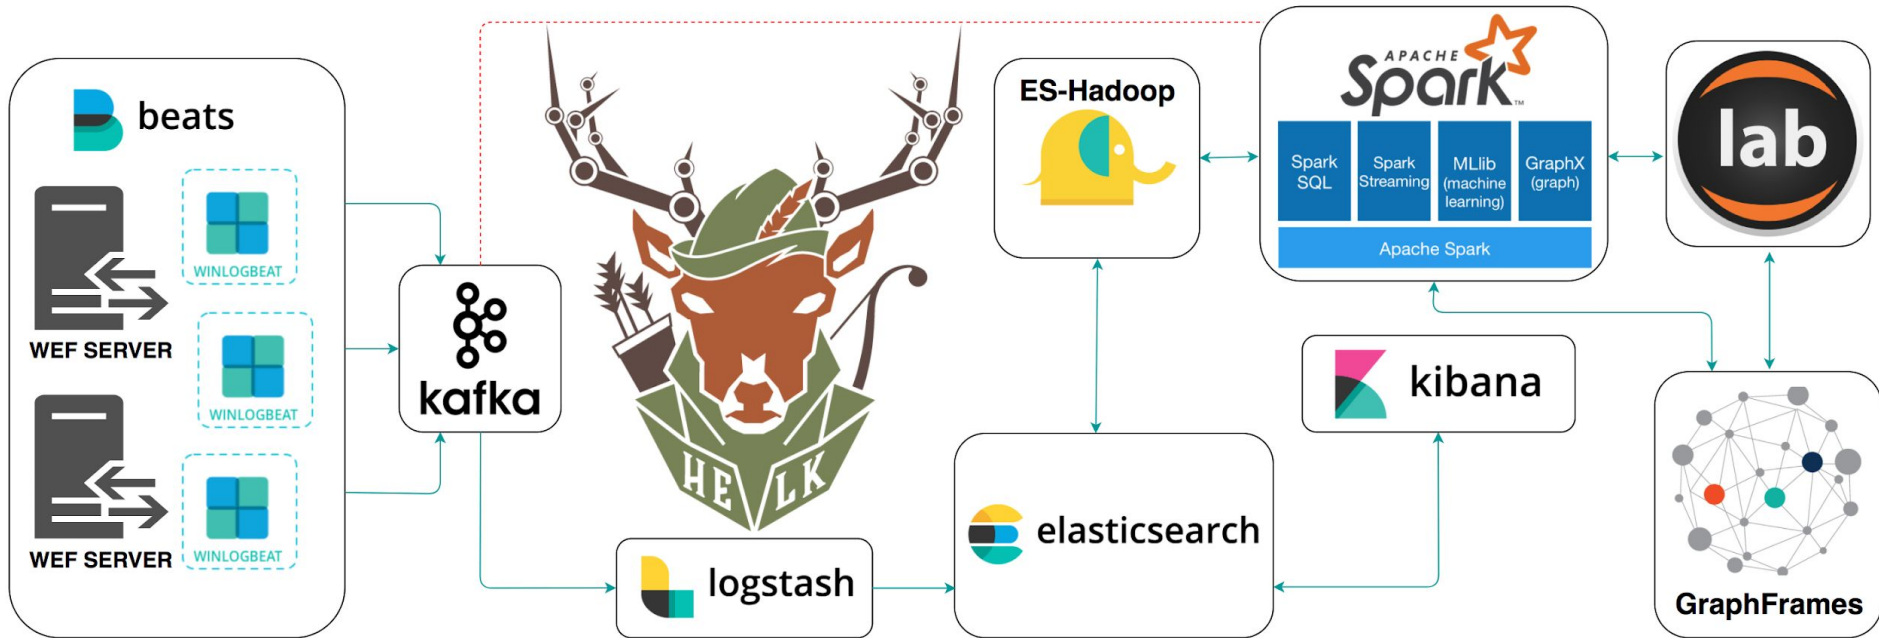 beats
WINLOGBEAT
WEF SERVER
WINLOGBEAT
WEF SERVER
WINLOGBEAT
kafka
HE LK
logstash
elasticsearch
ES-Hadoop
kibana
APACHE
Spark™
Spark
SQL
Spark
Streaming
MLlib
(machine
learning)
GraphX
(graph)
Apache Spark
lab
GraphFrames